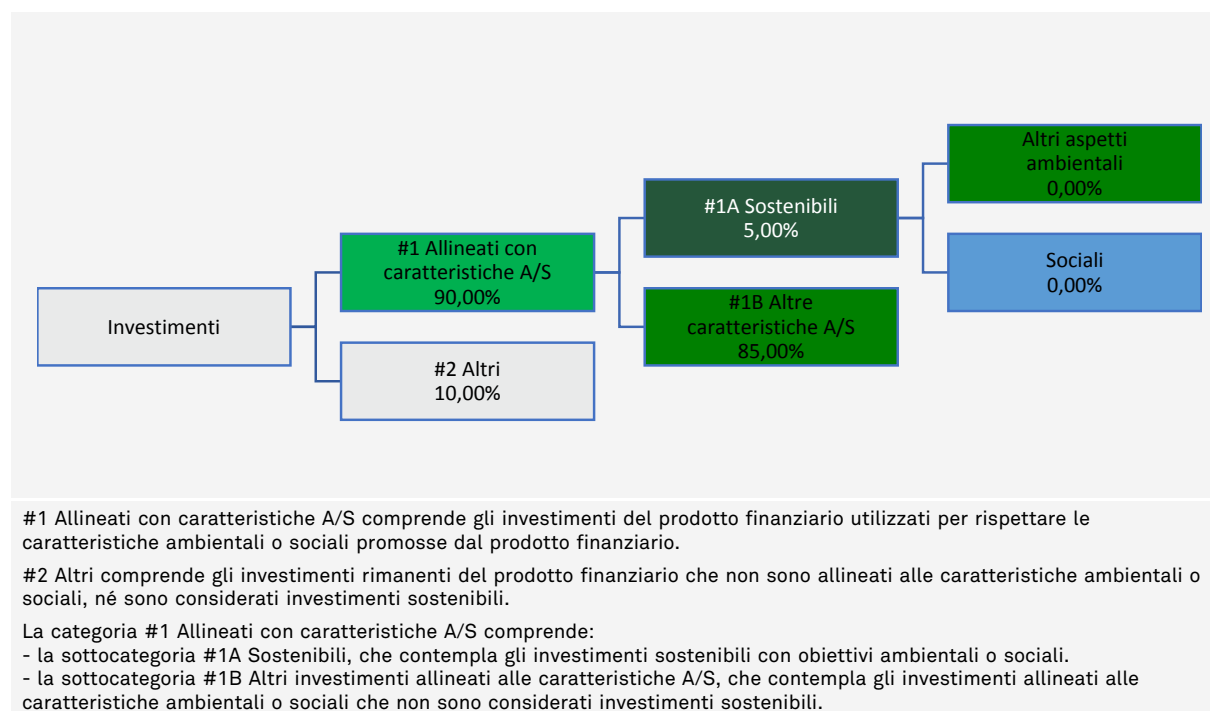 Investimenti
#1 Allineati con
caratteristiche A/S
90,00%
#2 Altri
10,00%
#1A Sostenibili
5,00%
#1B Altre
caratteristiche A/S
85,00%
Altri aspetti
ambientali
0,00%
Sociali
0,00%
#1 Allineati con caratteristiche A/S comprende gli investimenti del prodotto finanziario utilizzati per rispettare le
caratteristiche ambientali o sociali promosse dal prodotto finanziario.
#2 Altri comprende gli investimenti rimanenti del prodotto finanziario che non sono allineati alle caratteristiche ambientali o
sociali, né sono considerati investimenti sostenibili.
La categoria #1 Allineati con caratteristiche A/S comprende:
- la sottocategoria #1A Sostenibili, che contempla gli investimenti sostenibili con obiettivi ambientali o sociali.
- la sottocategoria #1B Altri investimenti allineati alle caratteristiche A/S, che contempla gli investimenti allineati alle
caratteristiche ambientali o sociali che non sono considerati investimenti sostenibili.